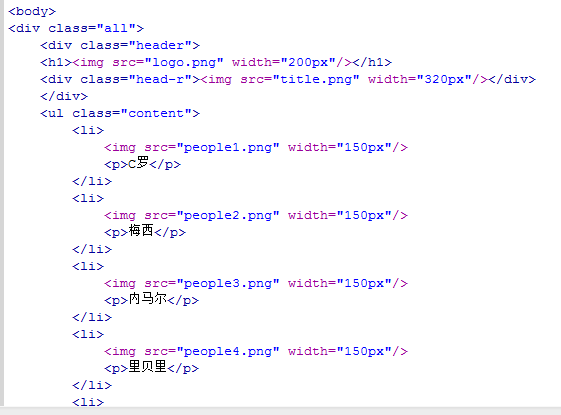 <body>
<div class="all">
    <div class="header">
    <h1><img src="logo.png" width="200px"/></h1>
    <div class="head-r"><img src="title.png" width="320px"/></div>
    </div>
    <ul class="content">
        <li>
            <img src="people1.png" width="150px"/>
            <p>C罗</p>
        </li>
        <li>
            <img src="people2.png" width="150px"/>
            <p>梅西</p>
        </li>
        <li>
            <img src="people3.png" width="150px"/>
            <p>内马尔</p>
        </li>
        <li>
            <img src="people4.png" width="150px"/>
            <p>里贝里</p>
        </li>
        <li>